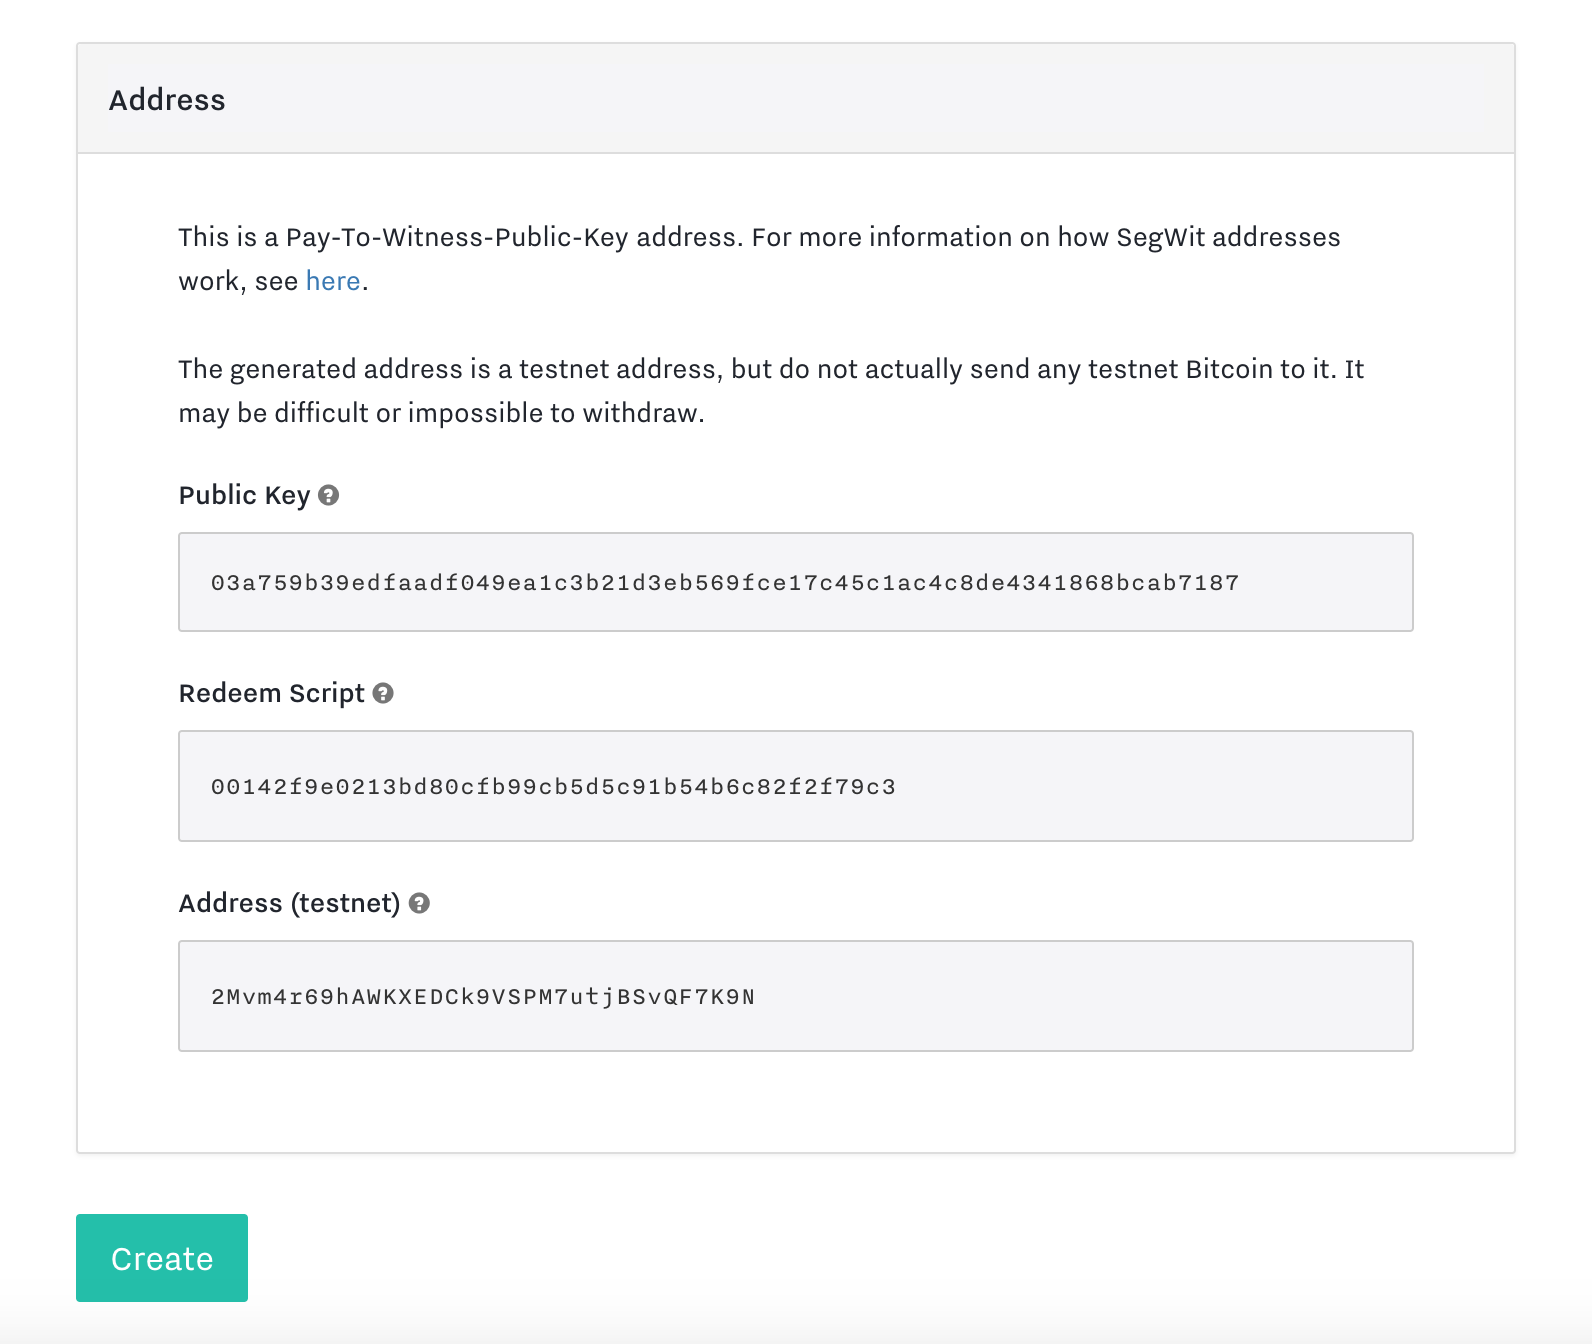 Address
This is a Pay-To-Witness-Public-Key address. For more information on how SegWit addresses
work, see here.
The generated address is a testnet address, but do not actually send any testnet Bitcoin to it. It
may be difficult or impossible to withdraw.
Public Key ?
03a759b39edfaadf049ea1c3b21d3eb569fce17c45c1ac4c8de4341868bcab7187
Redeem Script ?
00142f9e0213bd80cfb99cb5d5c91b54b6c82f2f79c3
Address (testnet) ?
2Mvm4r69hAWKXEDCk9VSPM7utjBSvQF7K9N
Create